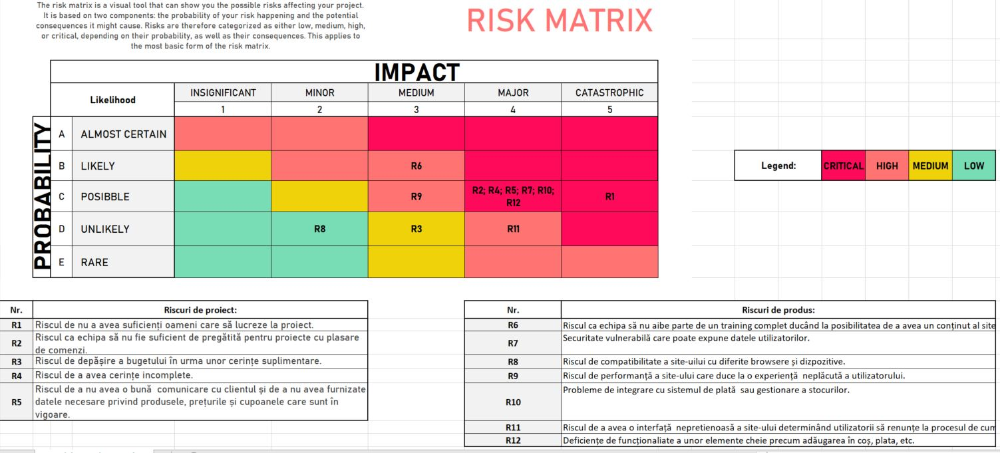 The risk matrix is a visual tool that can show you the possible risks affecting your project.
It is based on two components: the probability of your risk happening and the potential
consequences it might cause. Risks are therefore categorized as either low, medium, high,
or critical, depending on their probability, as well as their consequences. This applies to
the most basic form of the risk matrix.
RISK MATRIX
IMPACT
Likelihood
INSIGNIFICANT MINOR MEDIUM MAJOR CATASTROPHIC
1 2 3 4 5
PROBABILITY
A ALMOST CERTAIN
B LIKELY R6
C POSIBBLE R9 R2; R4; R5; R7; R10; R1
R12
D UNLIKELY R8 R3 R11
E RARE
Legend: CRITICAL HIGH MEDIUM LOW
Nr. Riscuri de proiect:
R1 Riscul de nu a avea suficienți oameni care să lucreze la proiect.
R2 Riscul ca echipa să nu fie suficient de pregătită pentru proiecte cu plasare
de comenzi.
R3 Riscul de depășire a bugetului în urma unor cerințe suplimentare.
R4 Riscul de a avea cerințe incomplete.
R5 Riscul de a nu avea o bună comunicare cu clientul și de a nu avea furnizate
datele necesare privind produsele, prețurile și cupoanele care sunt în
vigoare.
Nr. Riscuri de produs:
R6 Riscul ca echipa să nu aibe parte de un training complet ducând la posibilitatea de a avea un conținut al site
R7 Securitate vulnerabilă care poate expune datele utilizatorilor.
R8 Riscul de compatibilitate a site-uilui cu diferite browsere și dizpozitive.
R9 Riscul de performanță a site-ului care duce la o experiență neplăcută a utilizatorului.
R10 Probleme de integrare cu sistemul de plată sau gestionare a stocurilor.
R11 Riscul de a avea o interfață nepretienoasă a site-ului determinând utilizatorii să renunțe la procesul de cum
R12 Deficiențe de funcționaliate a unor elemente cheie precum adăugarea în coș, plata, etc.